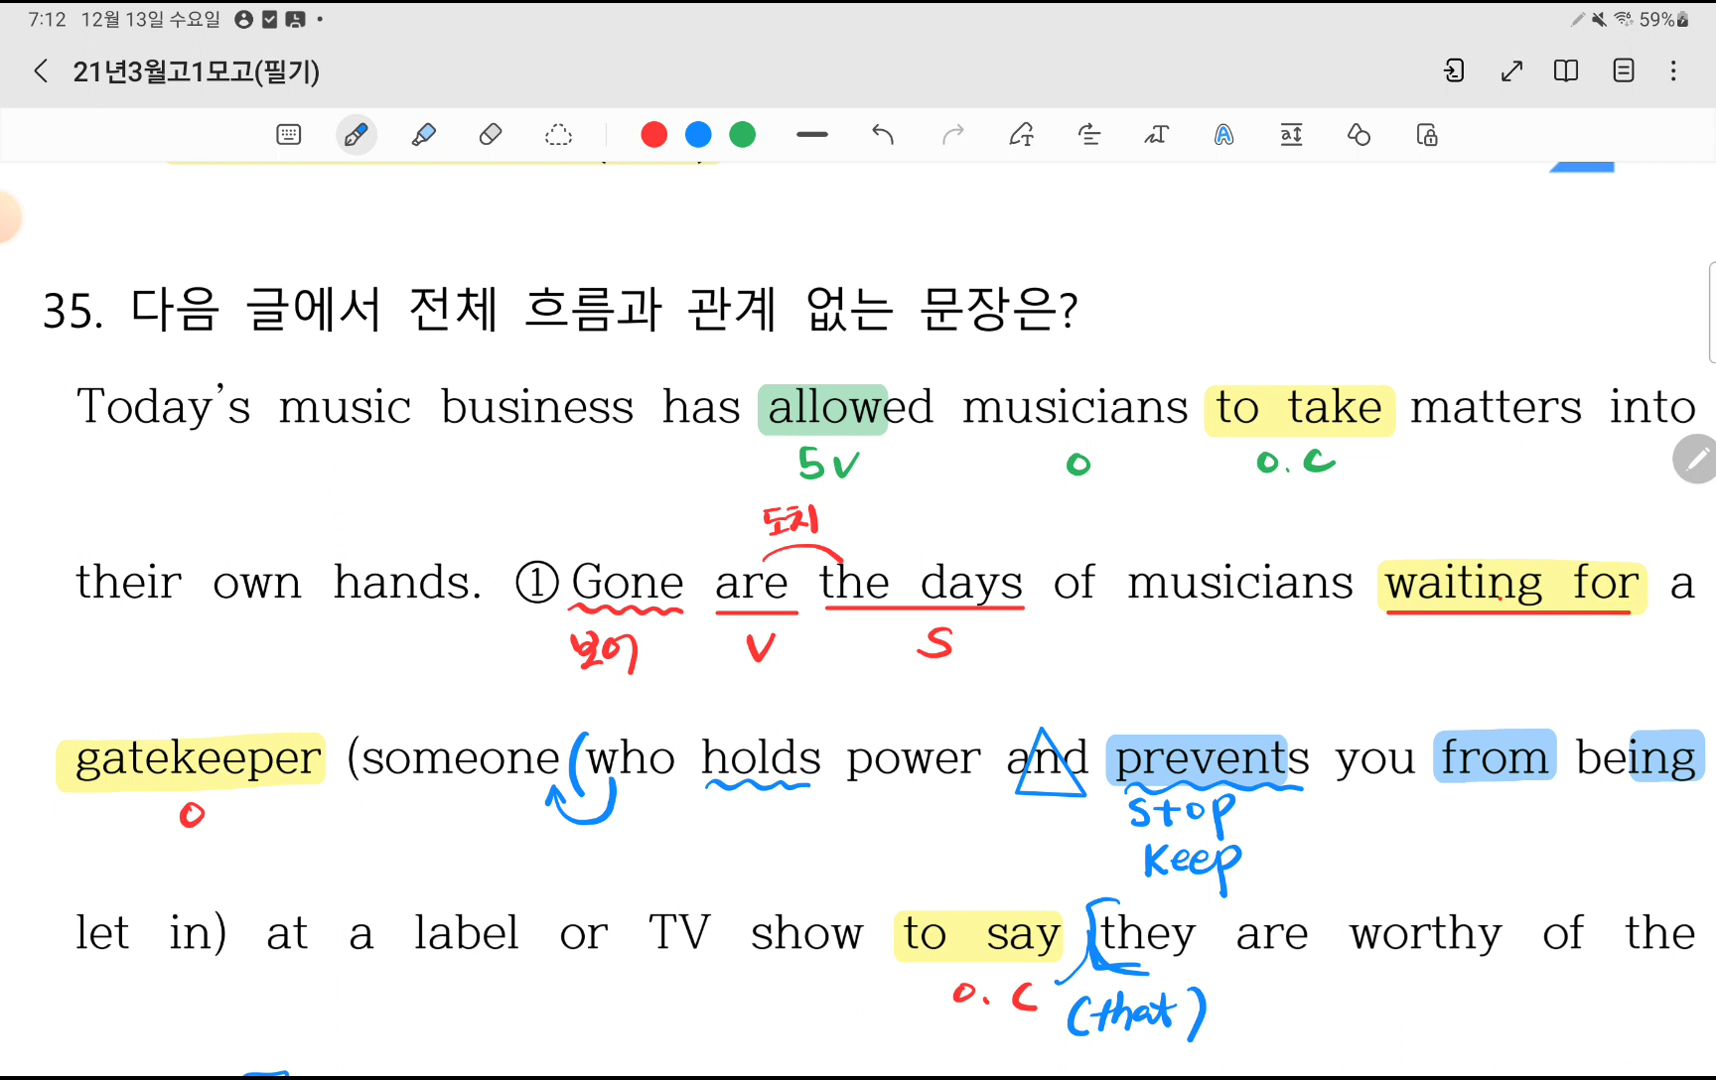 7:12 12월 13일 수요일
59%
21년3월고1모고(필기)
35. 다음 글에서 전체 흐름과 관계 없는 문장은?
Today's music business has allowed musicians to take matters into
5V O O.C
도치
their own hands. ① Gone are the days of musicians waiting for a
보어 V S
gatekeeper (someone who holds power and prevents you from being
O stop
keep
let in) at a label or TV show to say they are worthy of the
O.C (that)